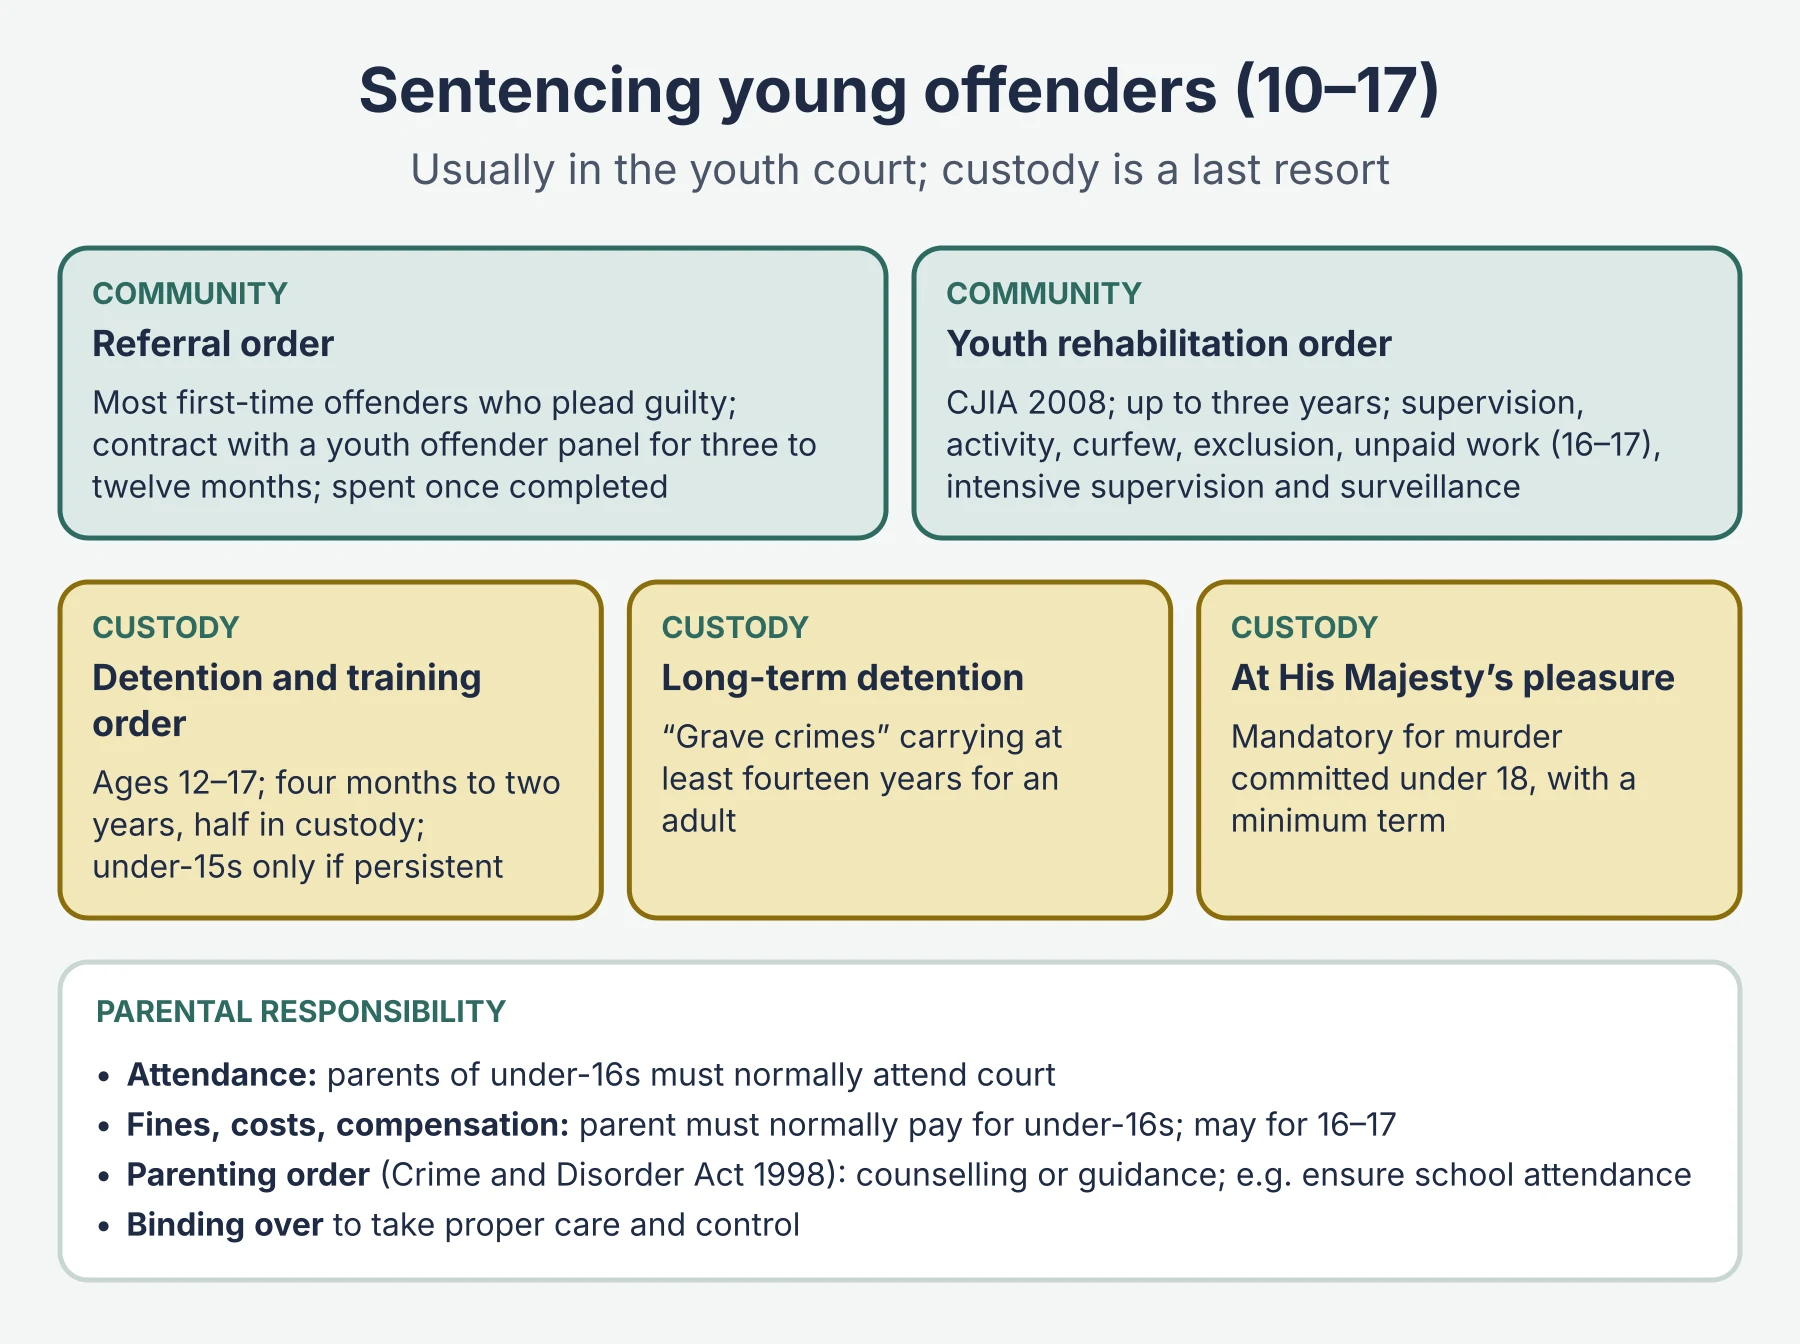 Sentencing young offenders (10–17)
Usually in the youth court; custody is a last resort
COMMUNITY
Referral order
Most first-time offenders who plead guilty;
contract with a youth offender panel for three to
twelve months; spent once completed
COMMUNITY
Youth rehabilitation order
CJIA 2008; up to three years; supervision,
activity, curfew, exclusion, unpaid work (16–17),
intensive supervision and surveillance
CUSTODY
Detention and training
order
Ages 12–17; four months to two
years, half in custody;
under-15s only if persistent
CUSTODY
Long-term detention
“Grave crimes” carrying at
least fourteen years for an
adult
CUSTODY
At His Majesty’s pleasure
Mandatory for murder
committed under 18, with a
minimum term
PARENTAL RESPONSIBILITY
• Attendance: parents of under-16s must normally attend court
• Fines, costs, compensation: parent must normally pay for under-16s; may for 16–17
• Parenting order (Crime and Disorder Act 1998): counselling or guidance; e.g. ensure school attendance
• Binding over to take proper care and control